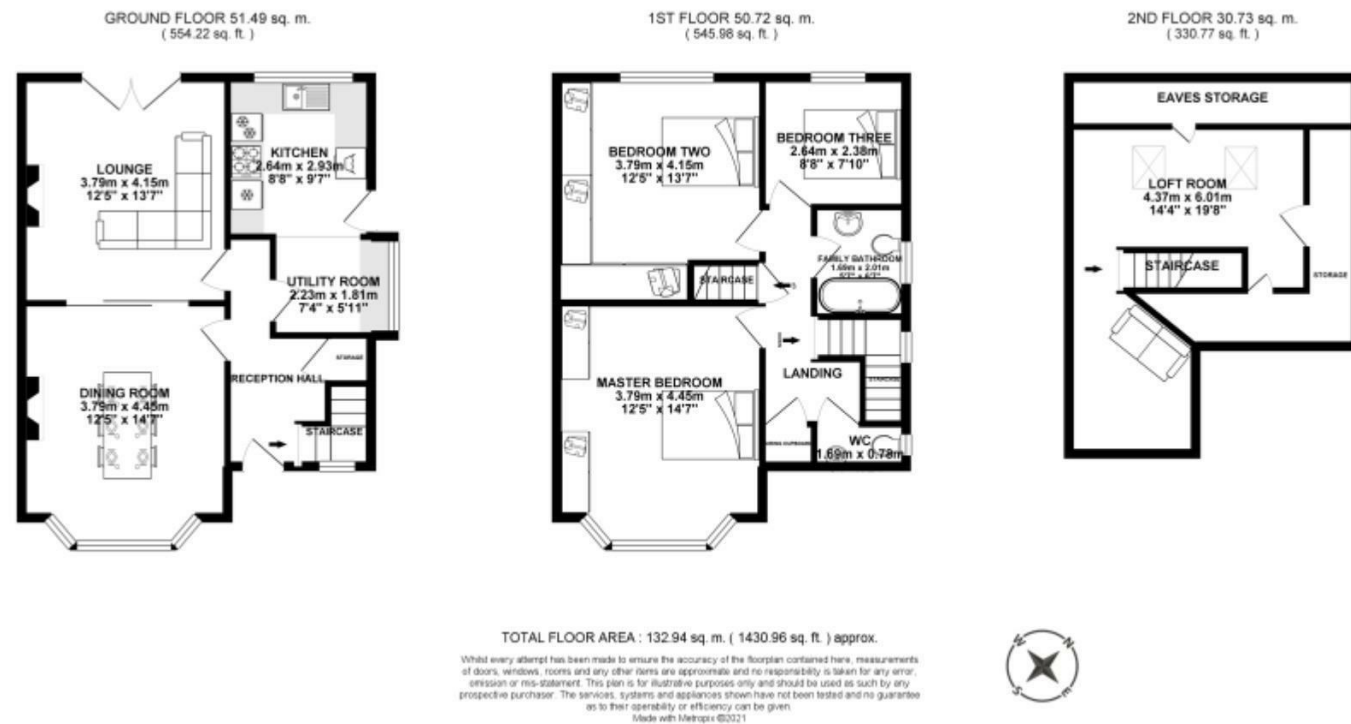 GROUND FLOOR 51.49 sq. m.
( 554.22 sq. ft. )
LOUNGE
3.79m x 4.15m
12'5" x 13'7"
KITCHEN
2.64m x 2.93m
8'8" x 9'7"
UTILITY ROOM
2.23m x 1.81m
7'4" x 5'11"
STORAGE
RECEPTION HALL
DINING ROOM
3.79m x 4.45m
12'5" x 14'7"
STAIRCASE
1ST FLOOR 50.72 sq. m.
( 545.98 sq. ft. )
BEDROOM TWO
3.79m x 4.15m
12'5" x 13'7"
BEDROOM THREE
2.64m x 2.38m
8'8" x 7'10"
FAMILY BATHROOM
1.69m x 2.01m
5'7" x 6'7"
STAIRCASE
MASTER BEDROOM
3.79m x 4.45m
12'5" x 14'7"
LANDING
STAIRCASE
WC
1.69m x 0.78m
2ND FLOOR 30.73 sq. m.
( 330.77 sq. ft. )
EAVES STORAGE
LOFT ROOM
4.37m x 6.01m
14'4" x 19'8"
STAIRCASE
STORAGE
TOTAL FLOOR AREA : 132.94 sq. m. ( 1430.96 sq. ft. ) approx.
Whilst every attempt has been made to ensure the accuracy of the floorplan contained here, measurements
of doors, windows, rooms and any other items are approximate and no responsibility is taken for any error,
omission or mis-statement. This plan is for illustrative purposes only and should be used as such by any
prospective purchaser. The services, systems and appliances shown have not been tested and no guarantee
as to their operability or efficiency can be given.
Made with Metropix ©2021
W
N
S
E